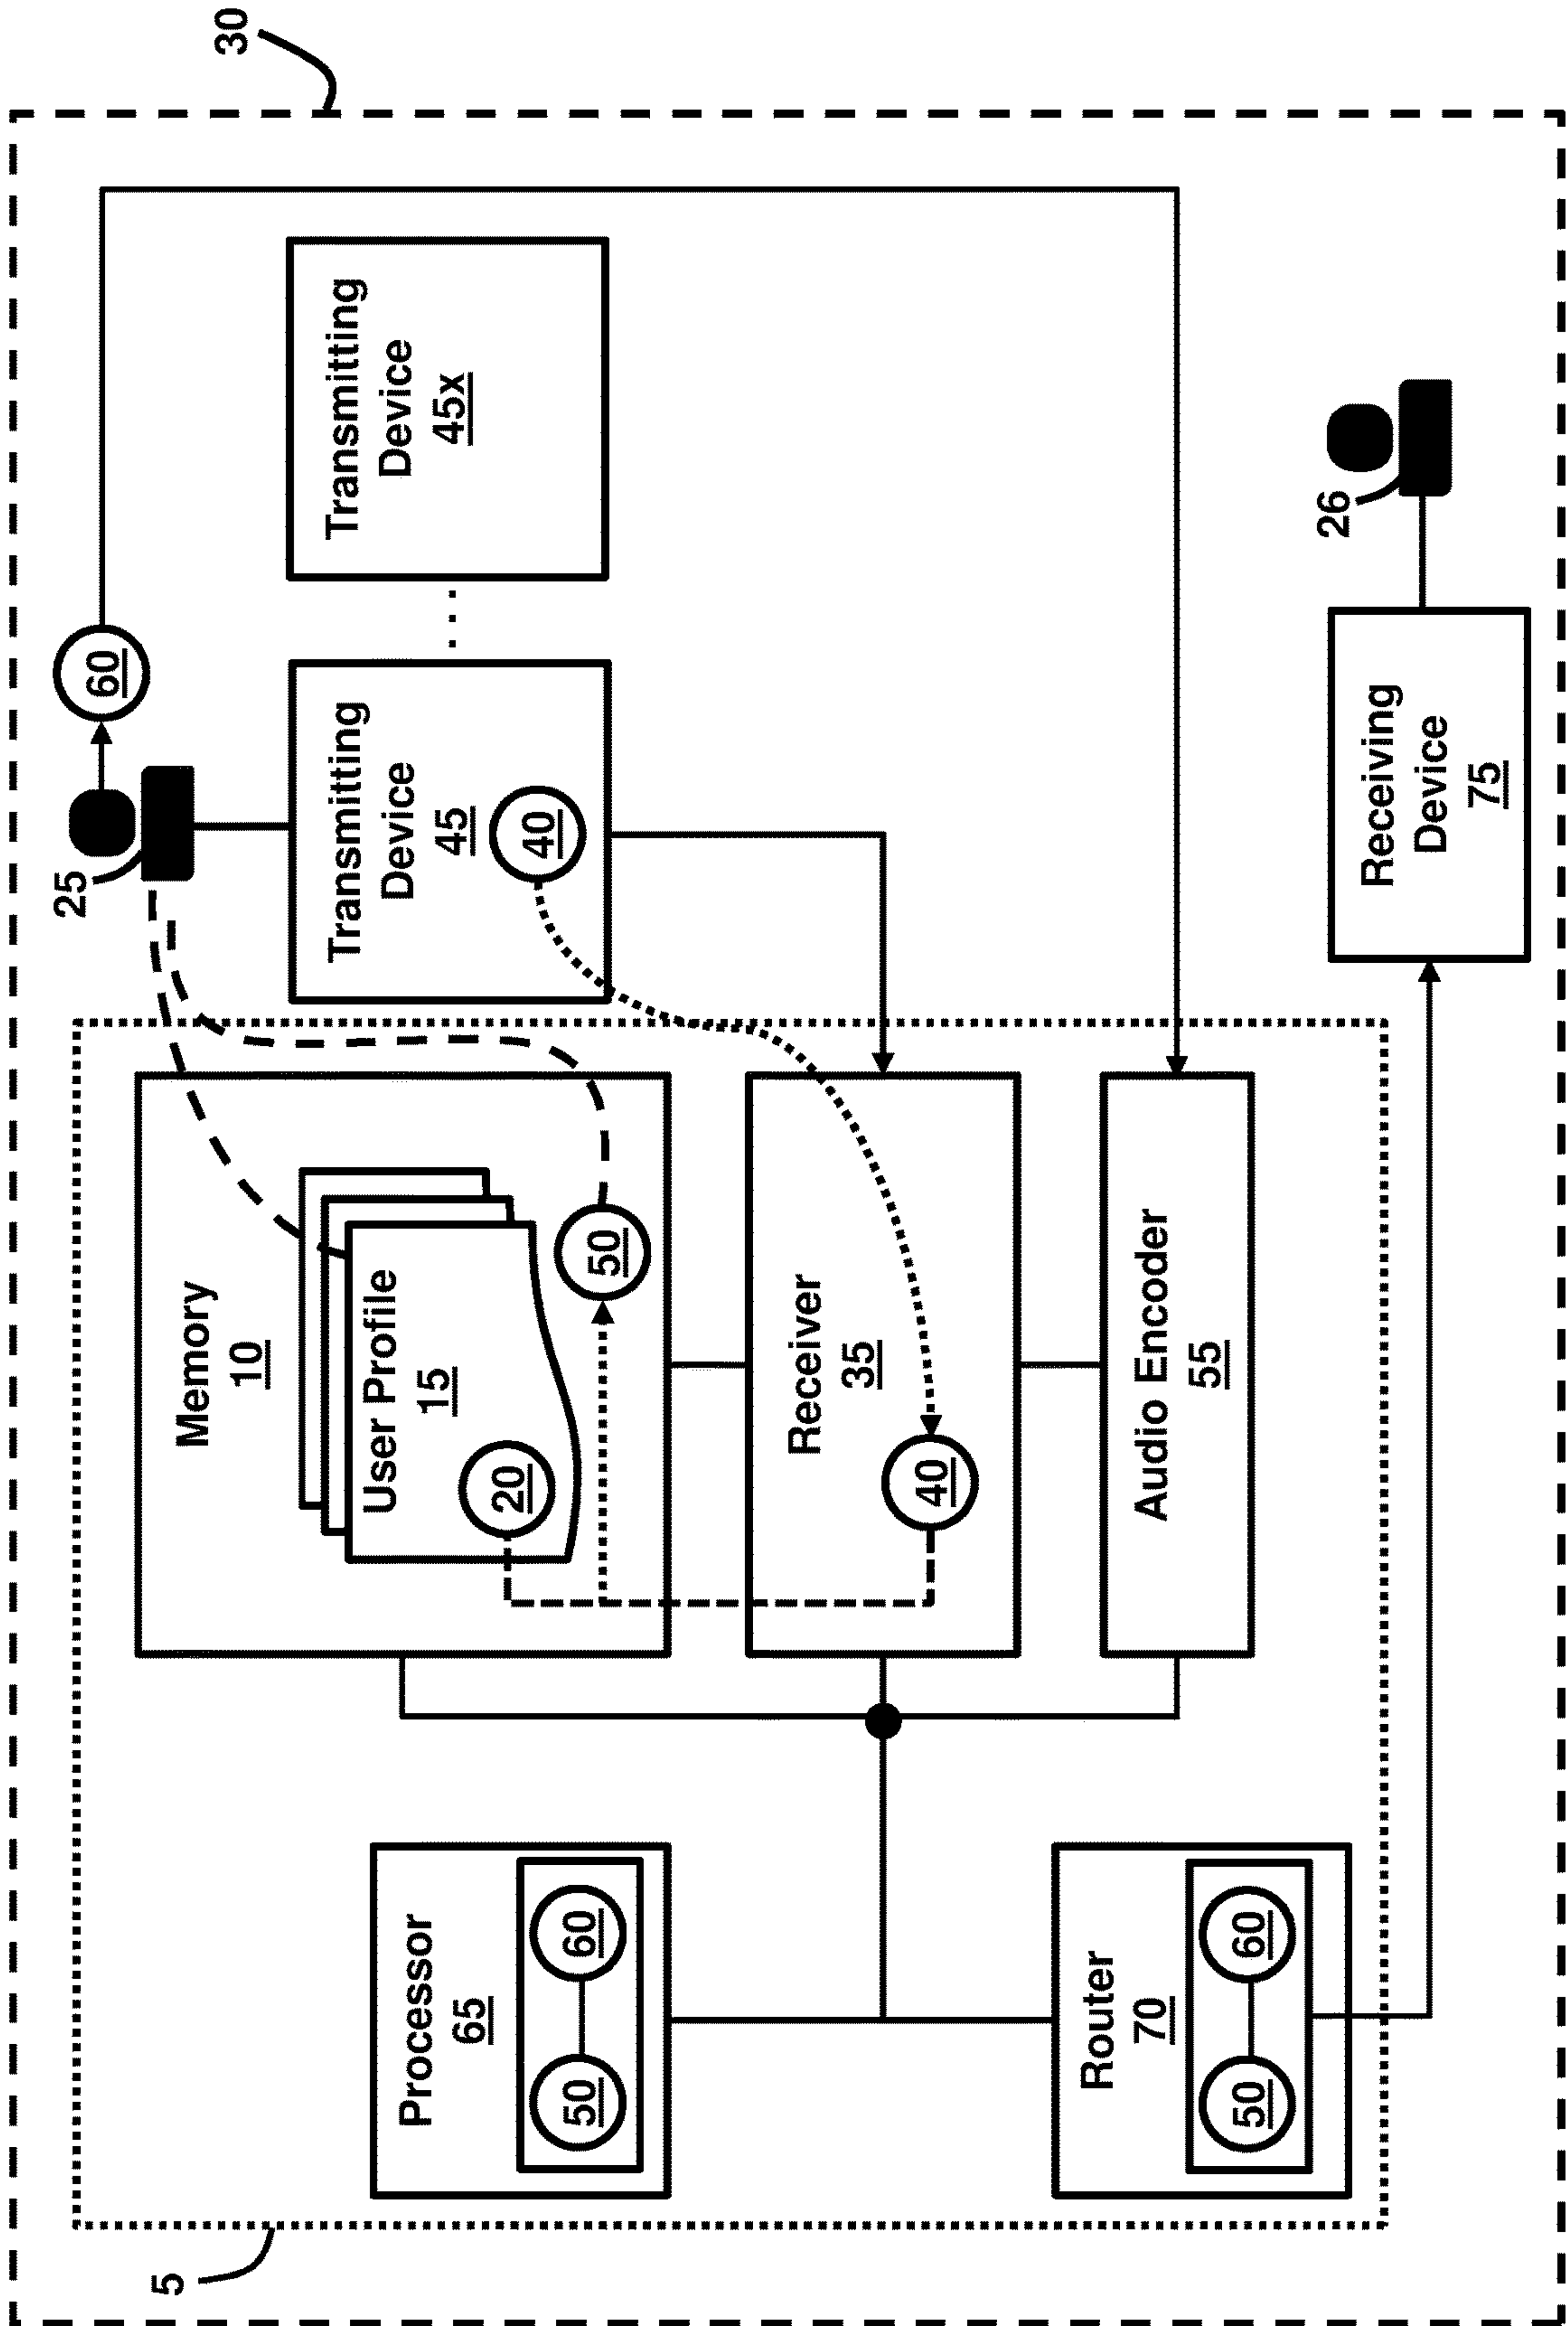 30
25
60
Transmitting
Device
45
40
Transmitting
Device
45x
. . .
5
Memory
10
User Profile
15
20
50
Processor
65
50
60
Receiver
35
40
Router
70
50
60
Audio Encoder
55
Receiving
Device
75
26